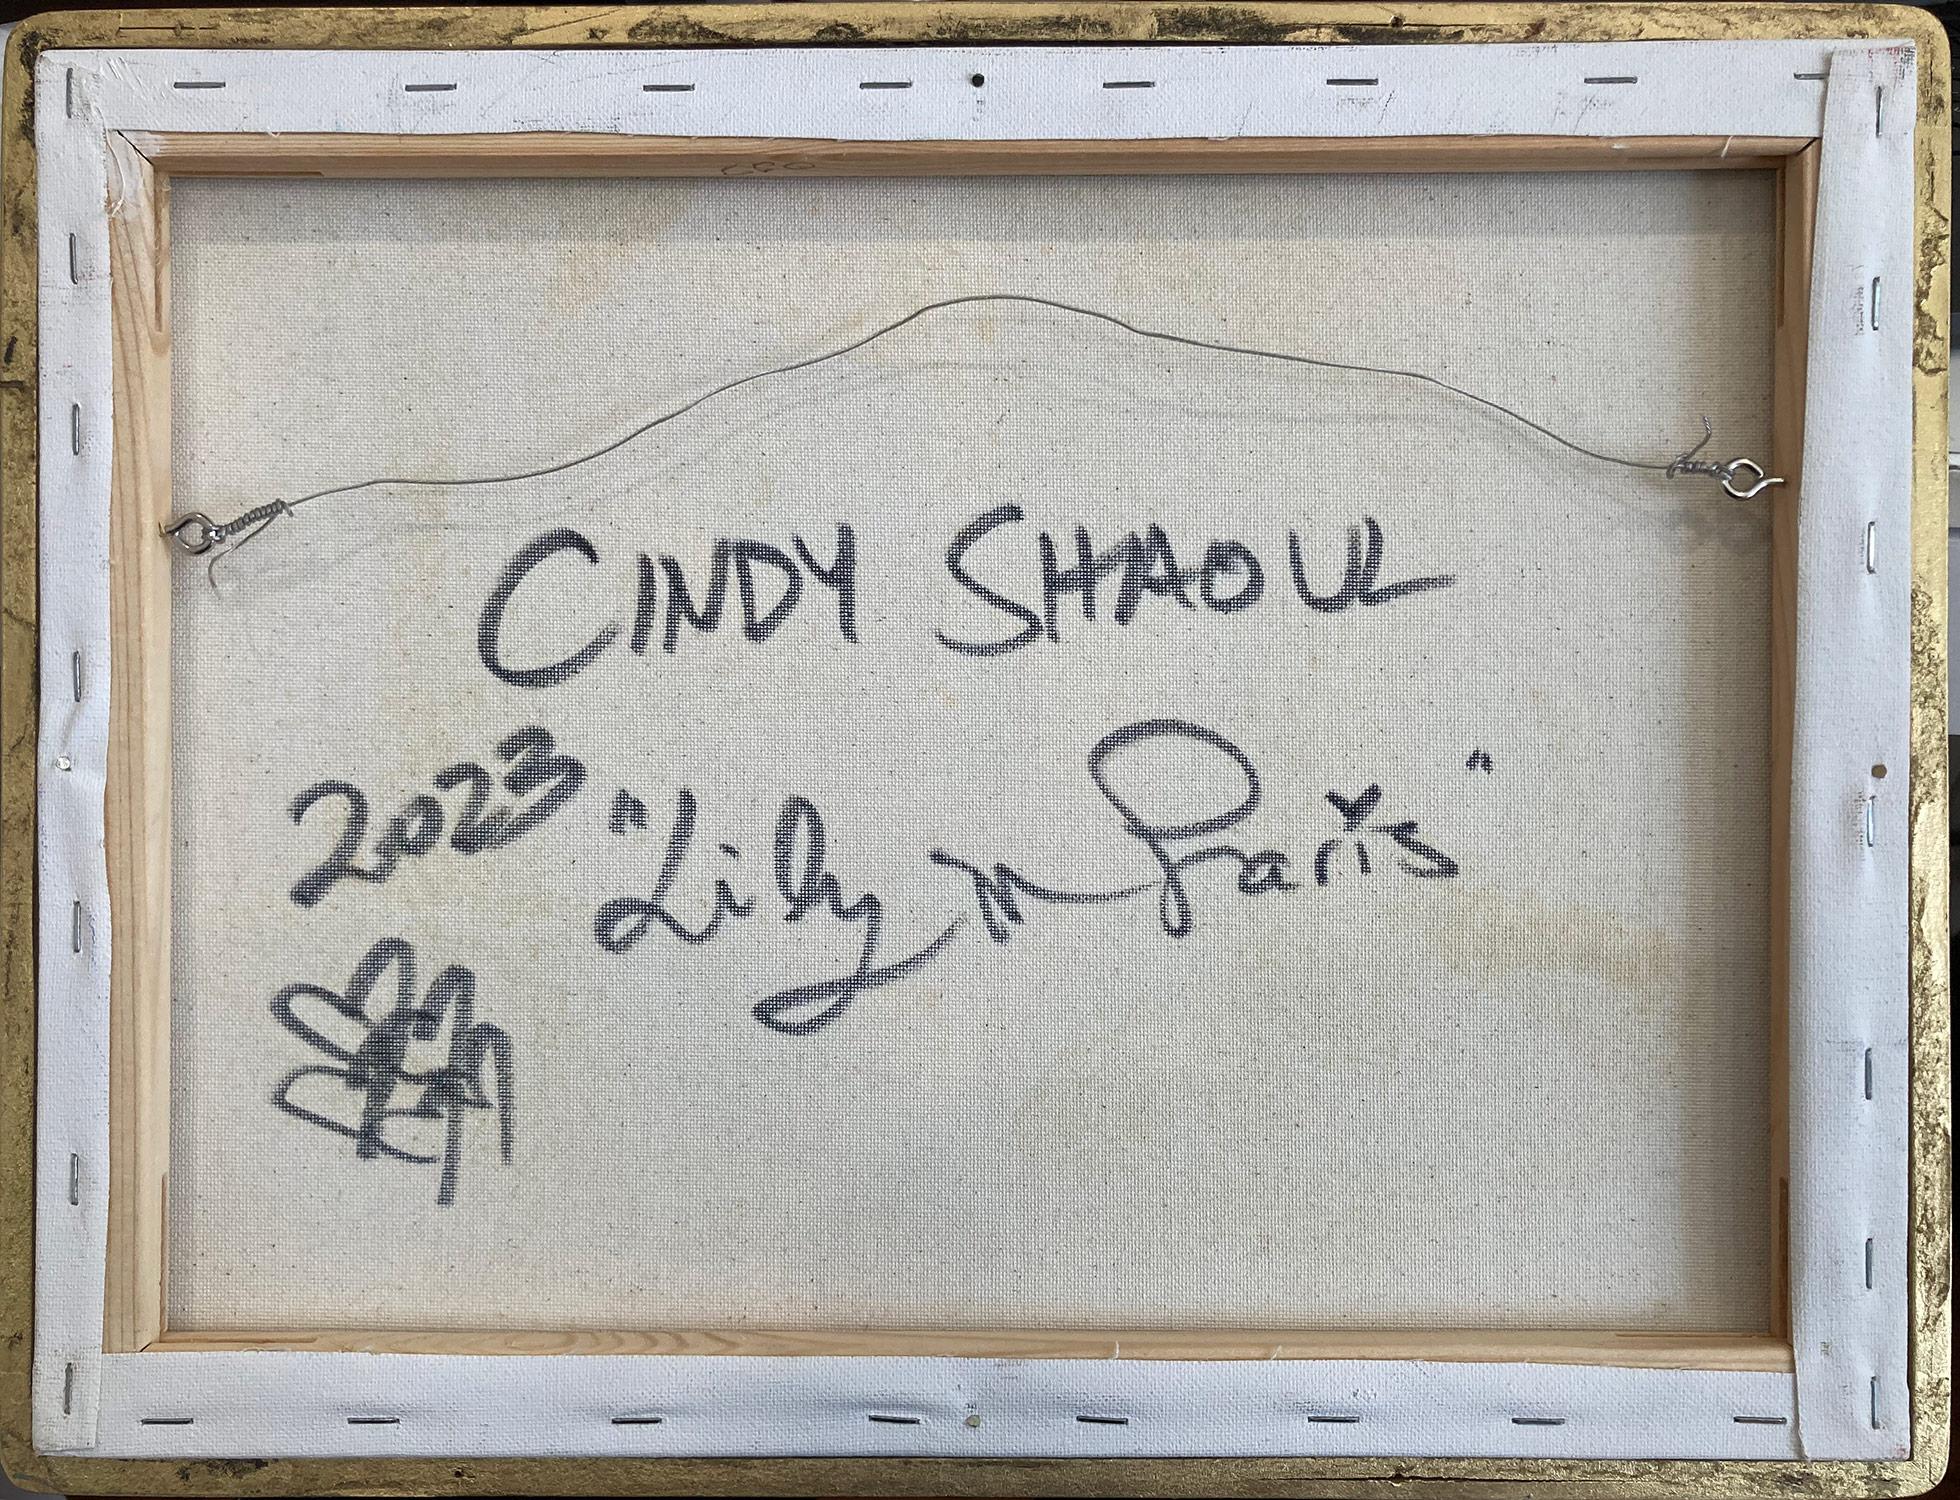 CINDY SHAOUL
2023 "Lily in Paris"